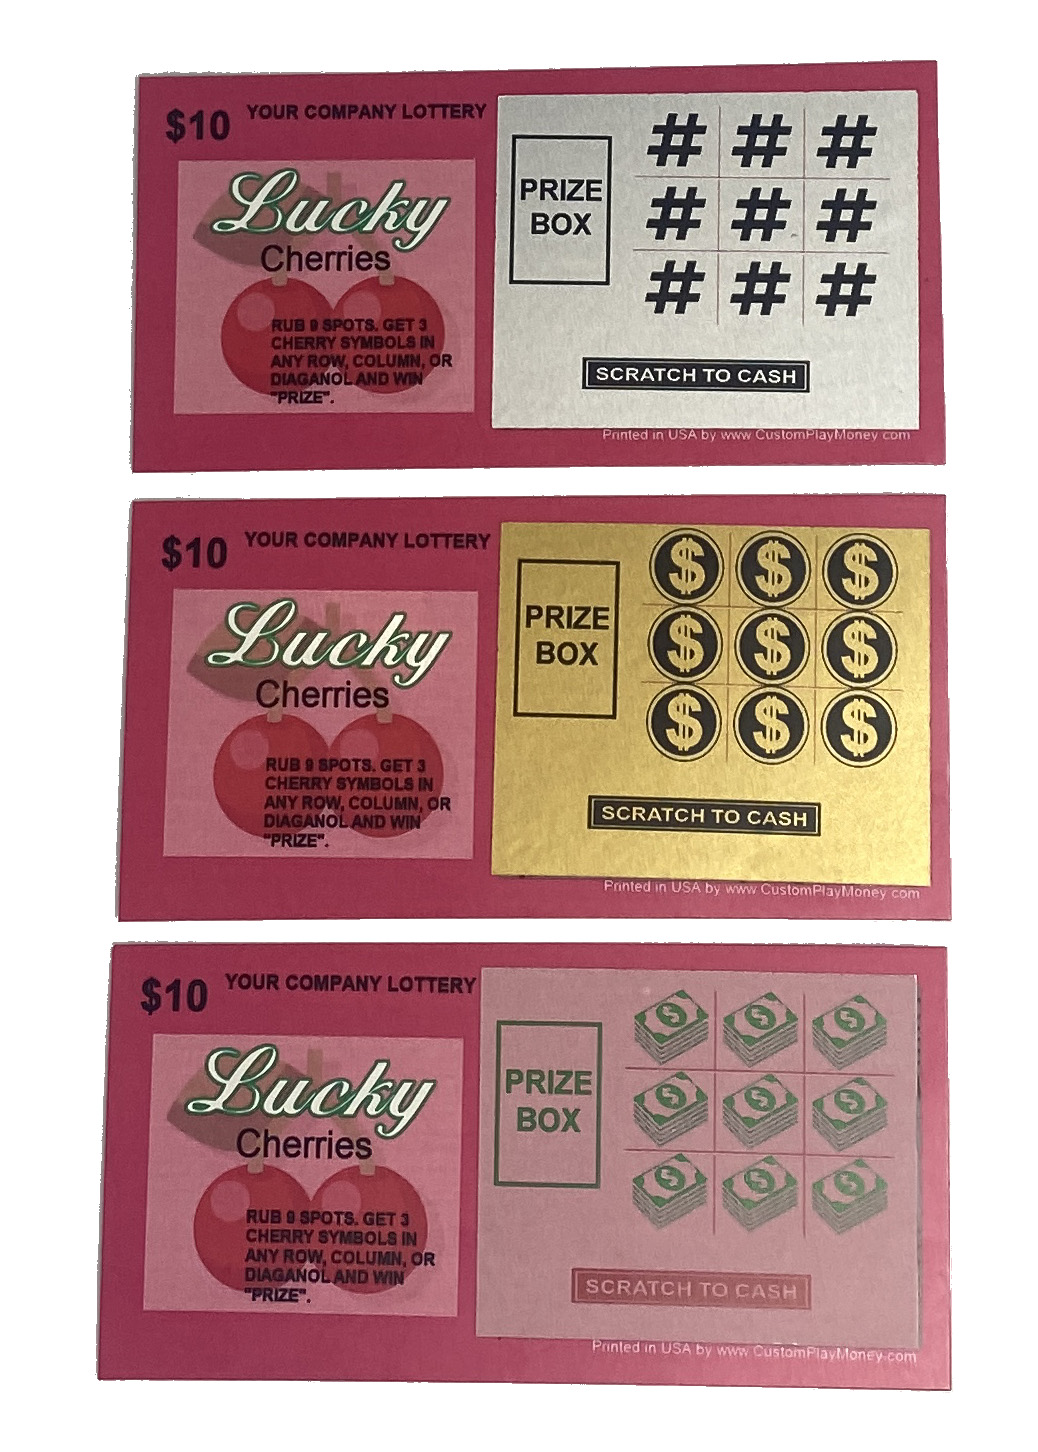 $10 YOUR COMPANY LOTTERY
Lucky
Cherries
RUB 9 SPOTS. GET 3
CHERRY SYMBOLS IN
ANY ROW, COLUMN, OR
DIAGANOL AND WIN
"PRIZE".
PRIZE
BOX
# # #
# # #
# # #
SCRATCH TO CASH
Printed in USA by www CustomPlayMoney com
$10 YOUR COMPANY LOTTERY
Lucky
Cherries
RUB 9 SPOTS. GET 3
CHERRY SYMBOLS IN
ANY ROW, COLUMN, OR
DIAGANOL AND WIN
"PRIZE".
PRIZE
BOX
$ $ $
$ $ $
$ $ $
SCRATCH TO CASH
Printed in USA by www CustomPlayMoney com
$10 YOUR COMPANY LOTTERY
Lucky
Cherries
RUB 9 SPOTS. GET 3
CHERRY SYMBOLS IN
ANY ROW, COLUMN, OR
DIAGANOL AND WIN
"PRIZE".
PRIZE
BOX
$ $ $
$ $ $
$ $ $
SCRATCH TO CASH
Printed in USA by www CustomPlayMoney com